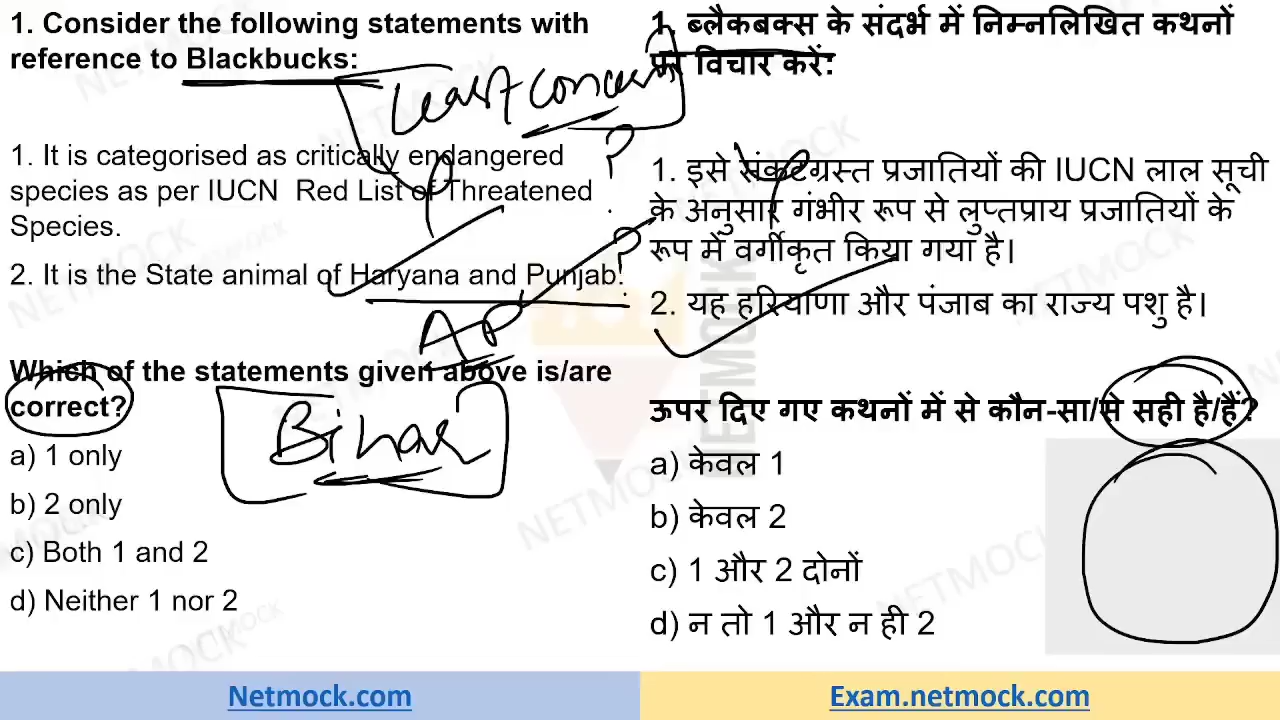 1. Consider the following statements with
reference to Blackbucks:
Least concern
1. It is categorised as critically endangered
species as per IUCN Red List of Threatened
Species.
2. It is the State animal of Haryana and Punjab.
AP
Which of the statements given above is/are
correct?
Bihar
a) 1 only
b) 2 only
c) Both 1 and 2
d) Neither 1 nor 2
1. ब्लैकबक्स के संदर्भ में निम्नलिखित कथनों
पर विचार करें:
1. इसे संकटग्रस्त प्रजातियों की IUCN लाल सूची
के अनुसार गंभीर रूप से लुप्तप्राय प्रजातियों के
रूप में वर्गीकृत किया गया है।
2. यह हरियाणा और पंजाब का राज्य पशु है।
ऊपर दिए गए कथनों में से कौन-सा/से सही है/हैं?
a) केवल 1
b) केवल 2
c) 1 और 2 दोनों
d) न तो 1 और न ही 2
NETMOCK
Netmock.com
Exam.netmock.com